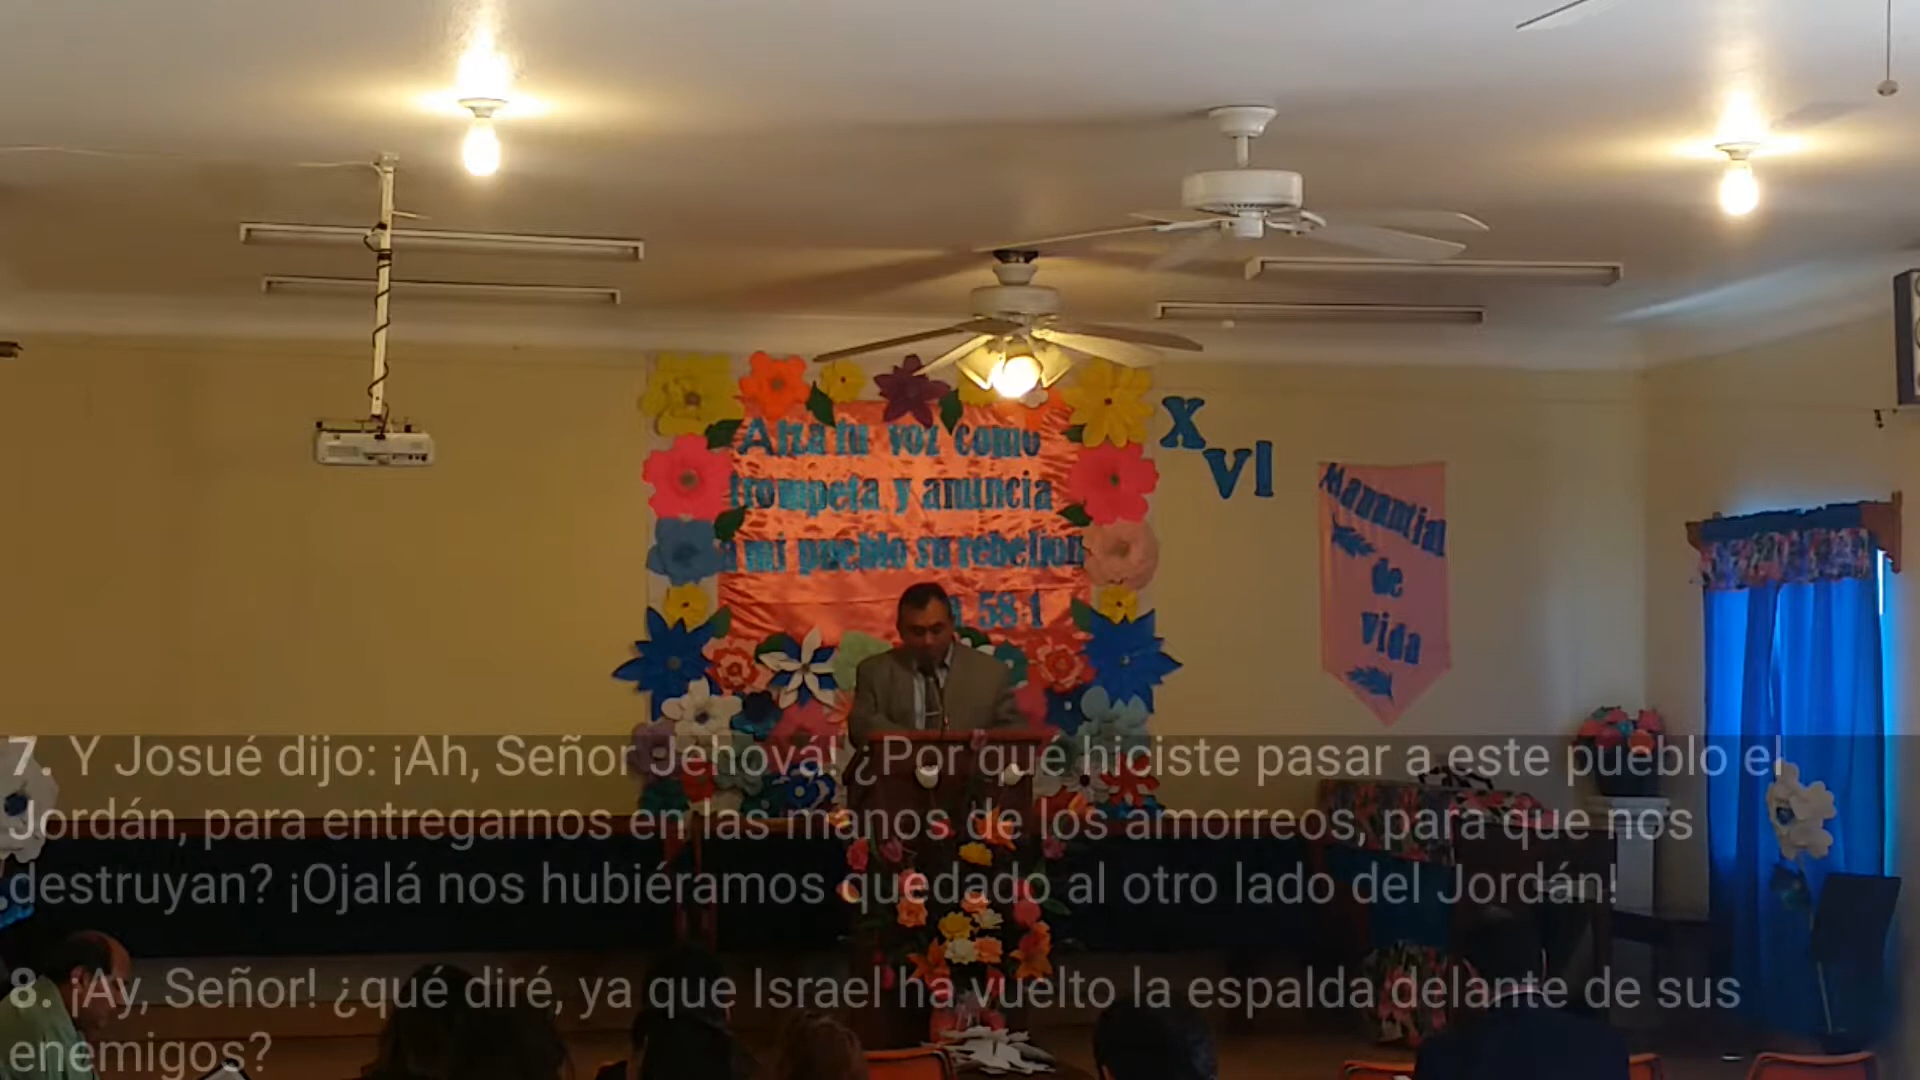 Alza tu voz como
trompeta y anuncia
a mi pueblo su rebelion
58:1
X
VI
Manantial
de
vida
7. Y Josué dijo: ¡Ah, Señor Jehová! ¿Por qué hiciste pasar a este pueblo el
Jordán, para entregarnos en las manos de los amorreos, para que nos
destruyan? ¡Ojalá nos hubiéramos quedado al otro lado del Jordán!
8. ¡Ay, Señor! ¿qué diré, ya que Israel ha vuelto la espalda delante de sus
enemigos?